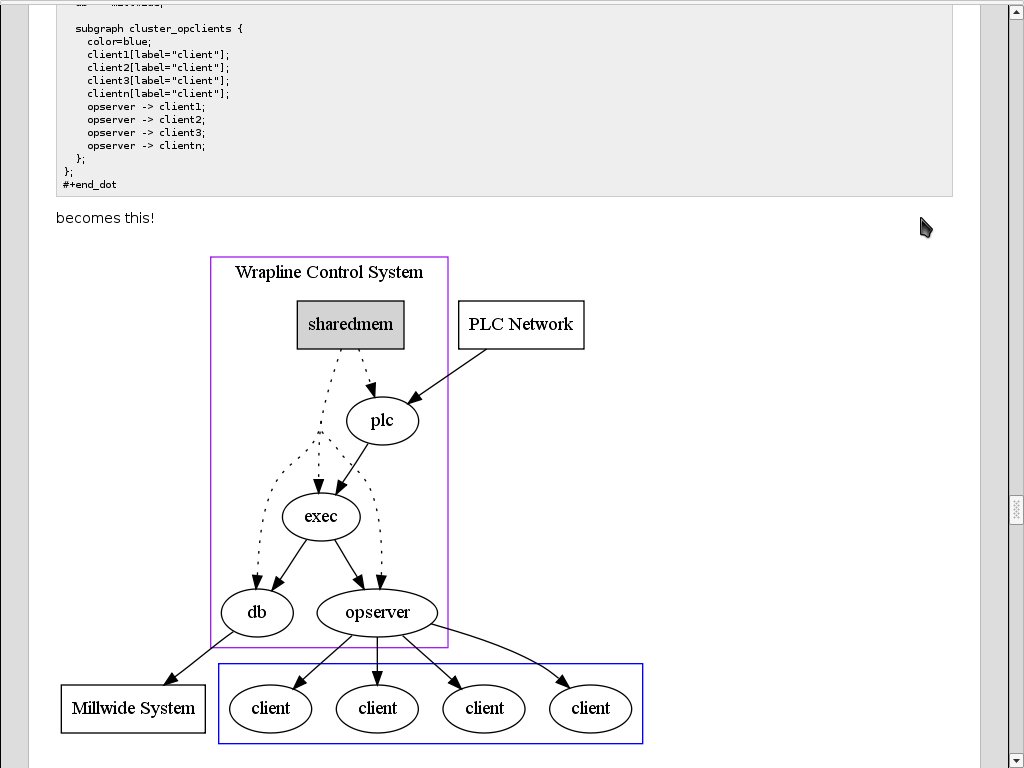 subgraph cluster_opclients {
color=blue;
client1[label="client"];
client2[label="client"];
client3[label="client"];
clientn[label="client"];
opserver -> client1;
opserver -> client2;
opserver -> client3;
opserver -> clientn;
};
};
#+end_dot
becomes this!
Wrapline Control System
sharedmem
PLC Network
plc
exec
db
opserver
Millwide System
client
client
client
client